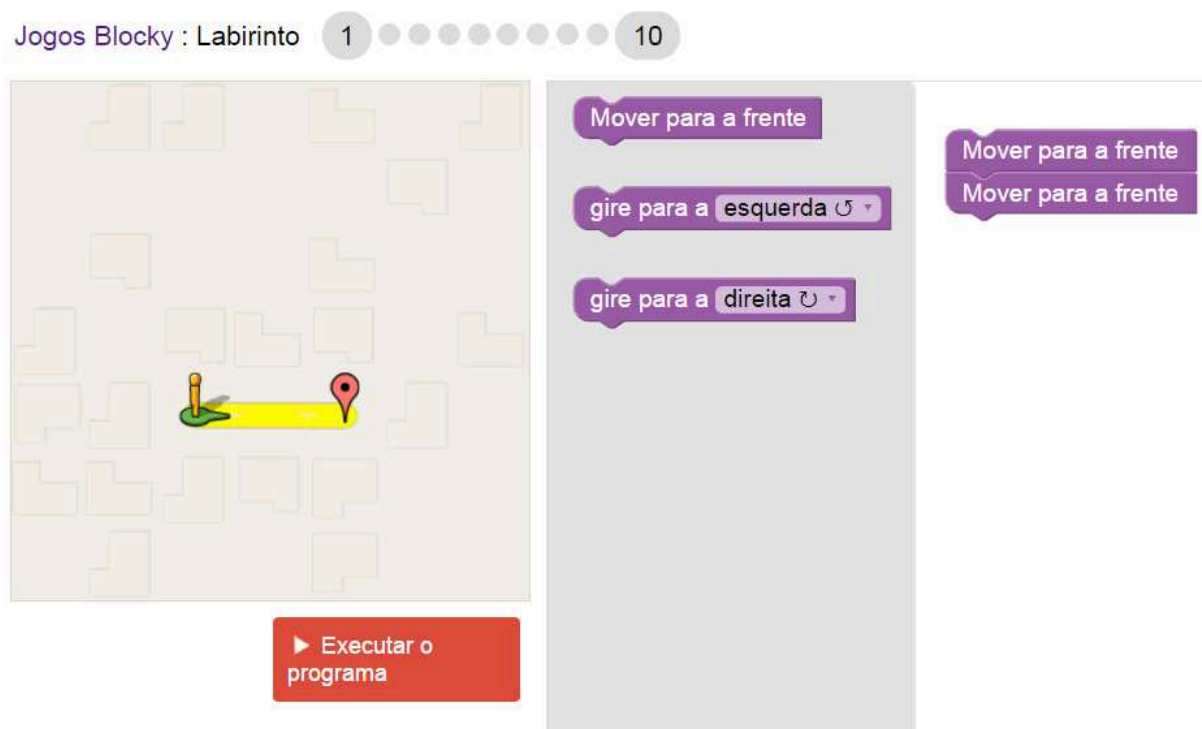 Jogos Blocky : Labirinto 1 10
Mover para a frente
gire para a esquerda ↺
gire para a direita ↻
Mover para a frente
Mover para a frente
Executar o
programa